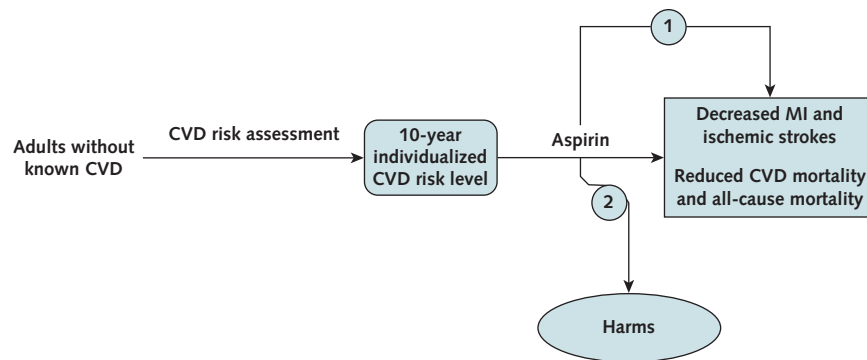 1
Adults without
known CVD
CVD risk assessment
10-year
individualized
CVD risk level
Aspirin
Decreased MI and
ischemic strokes
Reduced CVD mortality
and all-cause mortality
2
Harms